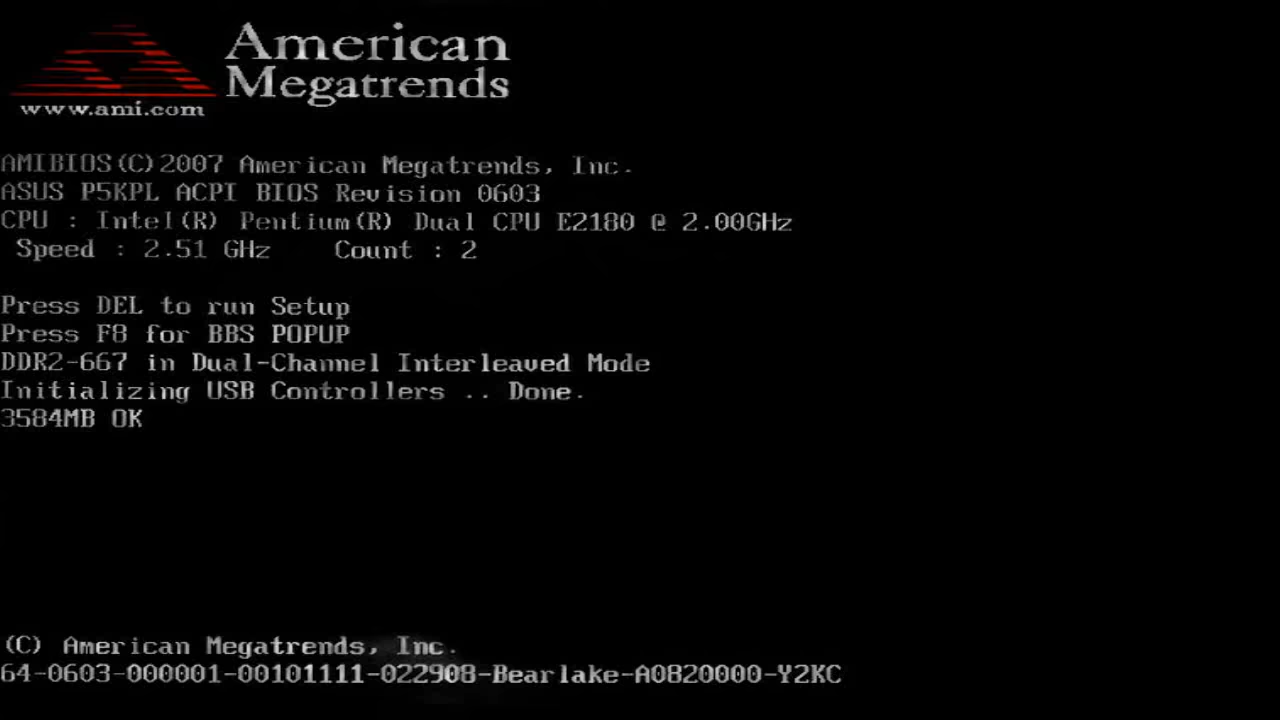 American
Megatrends
www.ami.com
AMIBIOS(C)2007 American Megatrends, Inc.
ASUS P5KPL ACPI BIOS Revision 0603
CPU : Intel(R) Pentium(R) Dual CPU E2180 @ 2.00GHz
Speed : 2.51 GHz Count : 2
Press DEL to run Setup
Press F8 for BBS POPUP
DDR2-667 in Dual-Channel Interleaved Mode
Initializing USB Controllers .. Done.
3584MB OK
(C) American Megatrends, Inc.
64-0603-000001-00101111-022908-Bearlake-A0820000-Y2KC